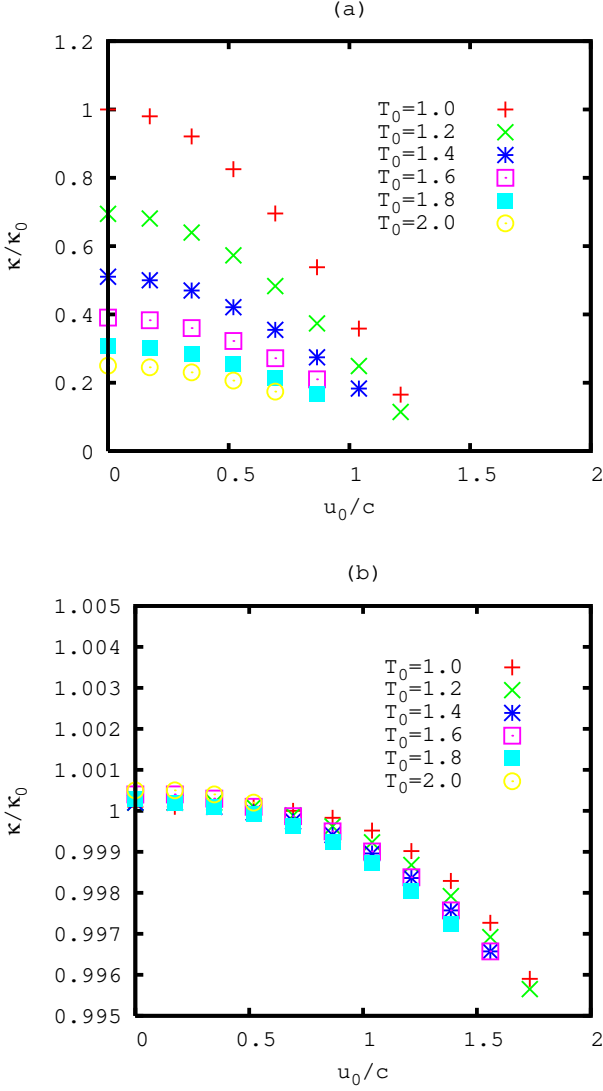 (a)
1.2
1
0.8
0.6
0.4
0.2
0
κ/κ₀
T₀=1.0
T₀=1.2
T₀=1.4
T₀=1.6
T₀=1.8
T₀=2.0
0 0.5 1 1.5 2
u₀/c
(b)
1.005
1.004
1.003
1.002
1.001
1
0.999
0.998
0.997
0.996
0.995
κ/κ₀
T₀=1.0
T₀=1.2
T₀=1.4
T₀=1.6
T₀=1.8
T₀=2.0
0 0.5 1 1.5 2
u₀/c